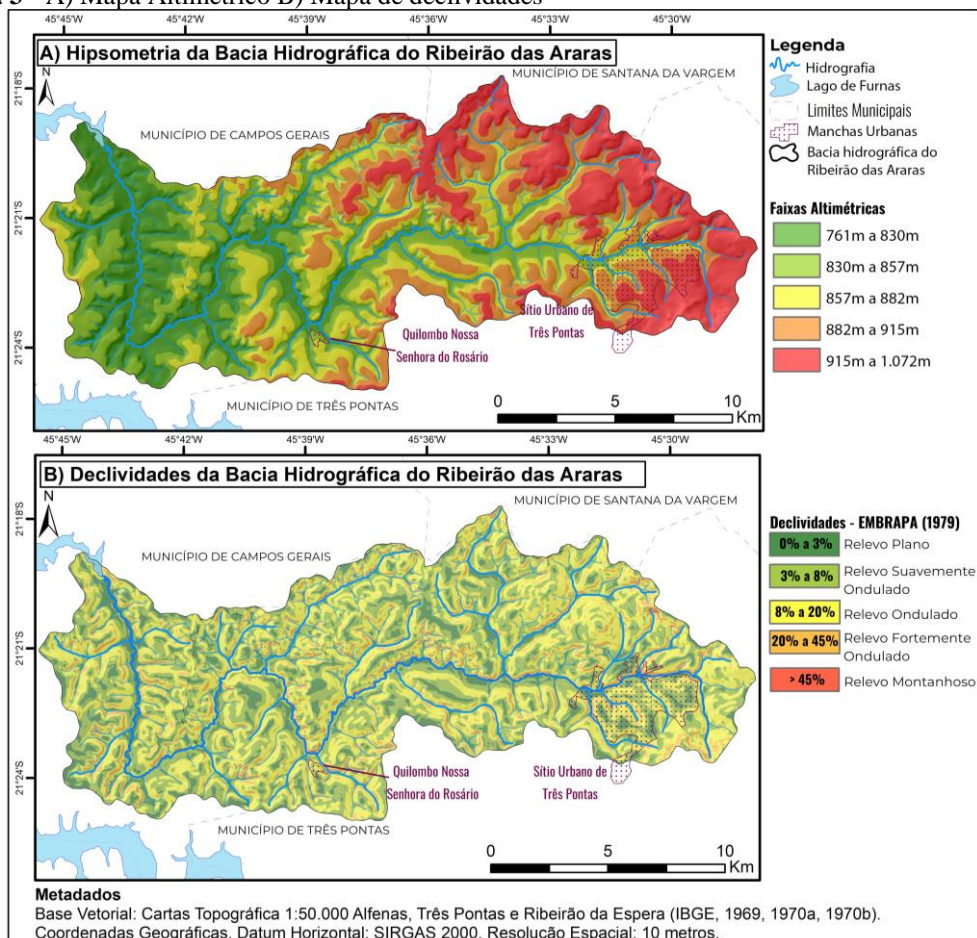 A) Mapa Altimétrico B) Mapa de declividades
45°45'W 45°42'W 45°39'W 45°36'W 45°33'W 45°30'W
A) Hipsometria da Bacia Hidrográfica do Ribeirão das Araras
N
21°18'S
21°21'S
21°24'S
MUNICÍPIO DE SANTANA DA VARGEM
MUNICÍPIO DE CAMPOS GERAIS
Sítio Urbano de
Três Pontas
Quilombo Nossa
Senhora do Rosário
MUNICÍPIO DE TRÊS PONTAS
0 5 10
Km
Legenda
Hidrografia
Lago de Furnas
Limites Municipais
Manchas Urbanas
Bacia hidrográfica do
Ribeirão das Araras
Faixas Altimétricas
761m a 830m
830m a 857m
857m a 882m
882m a 915m
915m a 1.072m
45°45'W 45°42'W 45°39'W 45°36'W 45°33'W 45°30'W
B) Declividades da Bacia Hidrográfica do Ribeirão das Araras
N
21°18'S
21°21'S
21°24'S
MUNICÍPIO DE SANTANA DA VARGEM
MUNICÍPIO DE CAMPOS GERAIS
Quilombo Nossa
Senhora do Rosário
Sítio Urbano de
Três Pontas
MUNICÍPIO DE TRÊS PONTAS
0 5 10
Km
Declividades - EMBRAPA (1979)
0% a 3% Relevo Plano
3% a 8% Relevo Suavemente
Ondulado
8% a 20% Relevo Ondulado
20% a 45% Relevo Fortemente
Ondulado
> 45% Relevo Montanhoso
Metadados
Base Vetorial: Cartas Topográfica 1:50.000 Alfenas, Três Pontas e Ribeirão da Espera (IBGE, 1969, 1970a, 1970b).
Coordenadas Geográficas. Datum Horizontal: SIRGAS 2000. Resolução Espacial: 10 metros.